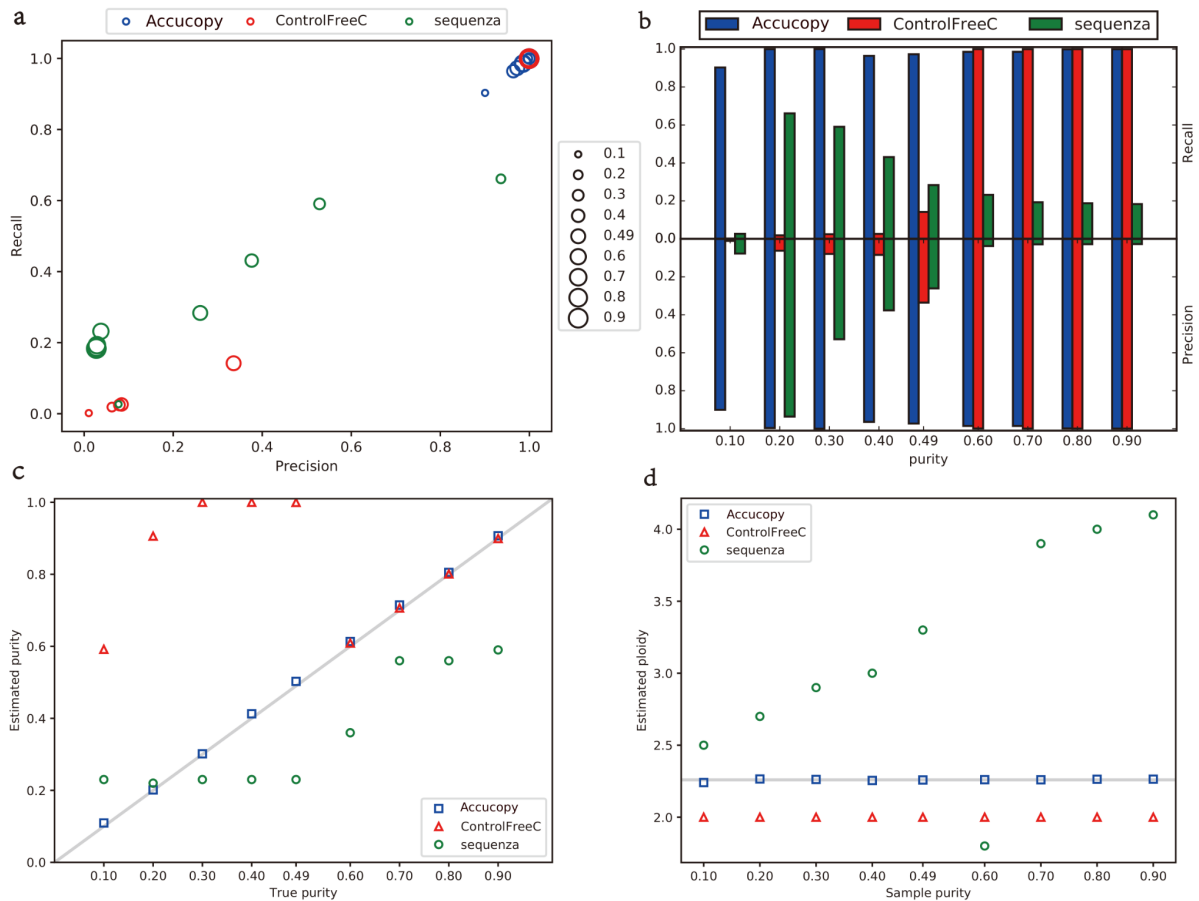 a
Accucopy ControlFreeC sequenza
1.0
0.8
0.6
0.4
0.2
0.0
Recall
0.0 0.2 0.4 0.6 0.8 1.0
Precision
0.1
0.2
0.3
0.4
0.49
0.6
0.7
0.8
0.9
b
Accucopy ControlFreeC sequenza
1.0
0.8
0.6
0.4
0.2
0.0
0.2
0.4
0.6
0.8
1.0
Recall
Precision
0.10 0.20 0.30 0.40 0.49 0.60 0.70 0.80 0.90
purity
c
1.0
0.8
0.6
0.4
0.2
0.0
Estimated purity
Accucopy
ControlFreeC
sequenza
0.10 0.20 0.30 0.40 0.49 0.60 0.70 0.80 0.90
True purity
d
Accucopy
ControlFreeC
sequenza
4.0
3.5
3.0
2.5
2.0
Estimated ploidy
0.10 0.20 0.30 0.40 0.49 0.60 0.70 0.80 0.90
Sample purity